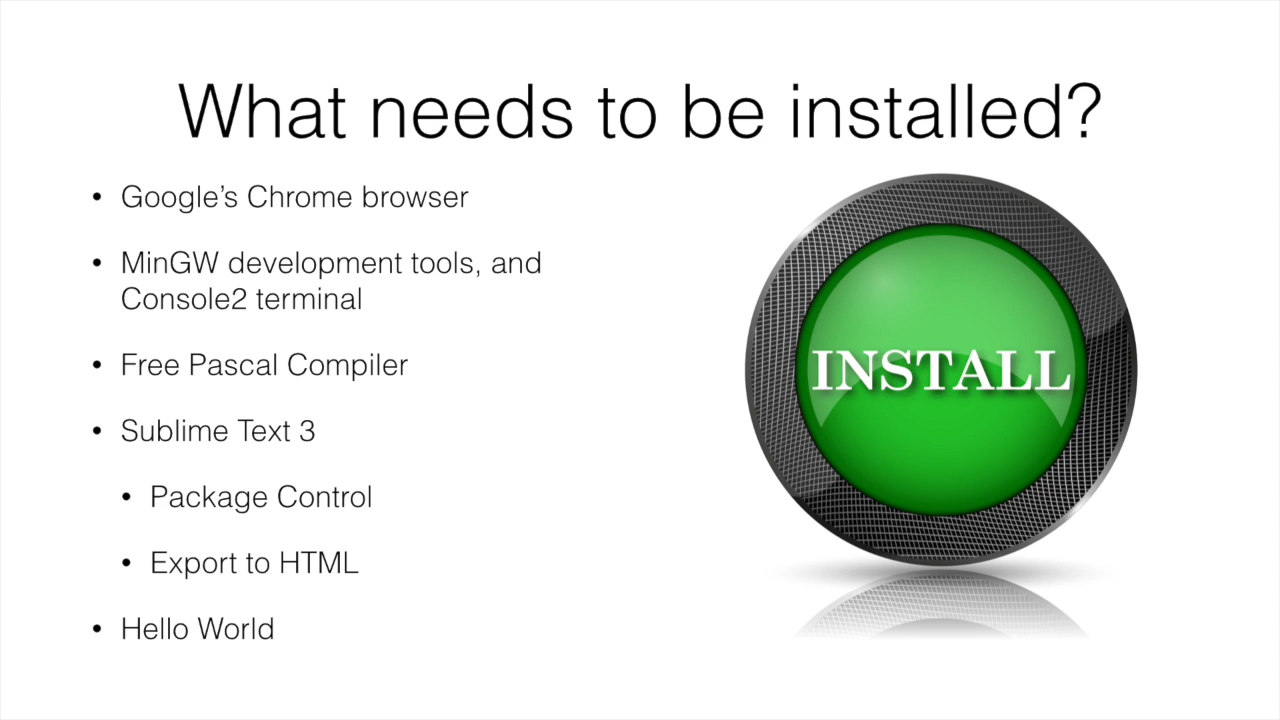 What needs to be installed?
• Google’s Chrome browser
• MinGW development tools, and
Console2 terminal
• Free Pascal Compiler
• Sublime Text 3
• Package Control
• Export to HTML
• Hello World
INSTALL